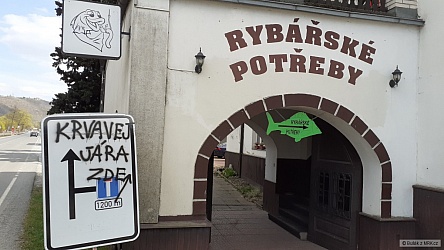 RYBÁŘSKÉ
POTŘEBY
KRVAVEJ
JÁRA
ZDE
1200 m